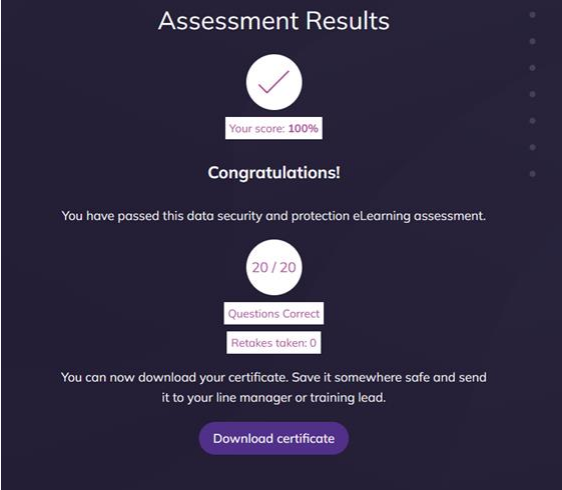 Assessment Results
Your score: 100%
Congratulations!
You have passed this data security and protection eLearning assessment.
20 / 20
Questions Correct
Retakes taken: 0
You can now download your certificate. Save it somewhere safe and send
it to your line manager or training lead.
Download certificate